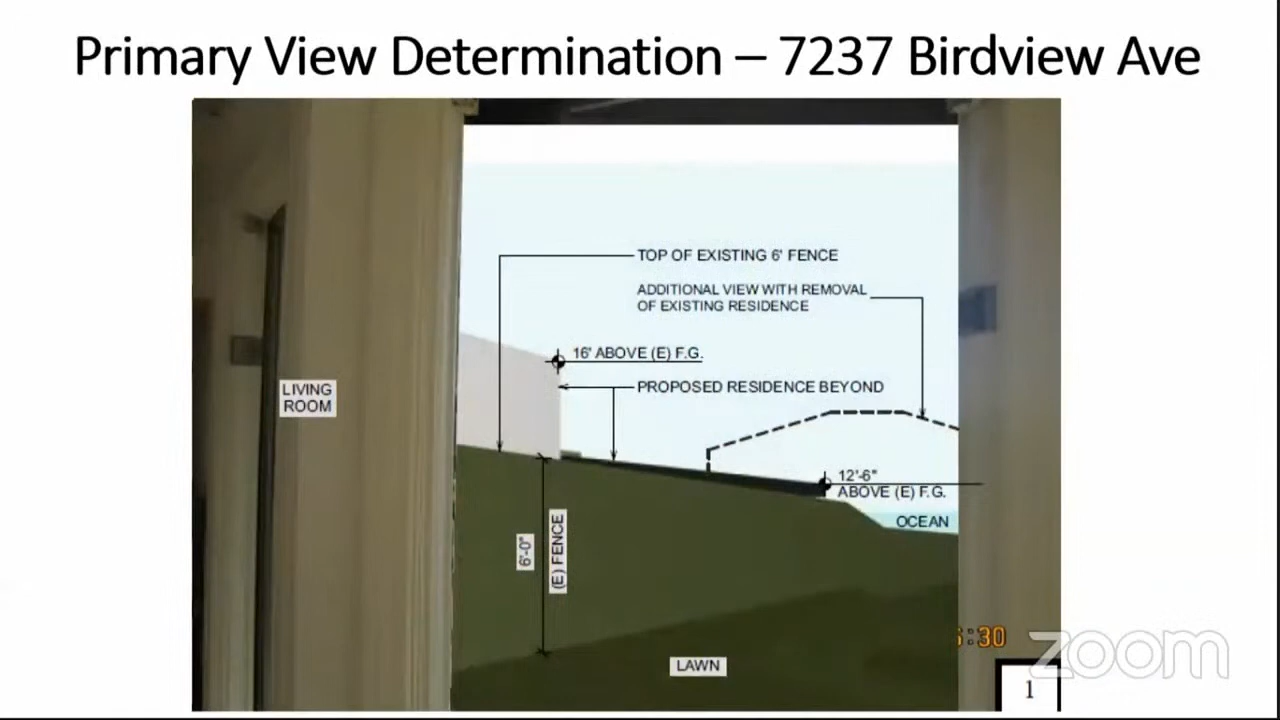 Primary View Determination – 7237 Birdview Ave
TOP OF EXISTING 6' FENCE
ADDITIONAL VIEW WITH REMOVAL
OF EXISTING RESIDENCE
16' ABOVE (E) F.G.
PROPOSED RESIDENCE BEYOND
LIVING
ROOM
12'-6"
ABOVE (E) F.G.
OCEAN
6'-0"
(E) FENCE
LAWN
:30
zoom
1